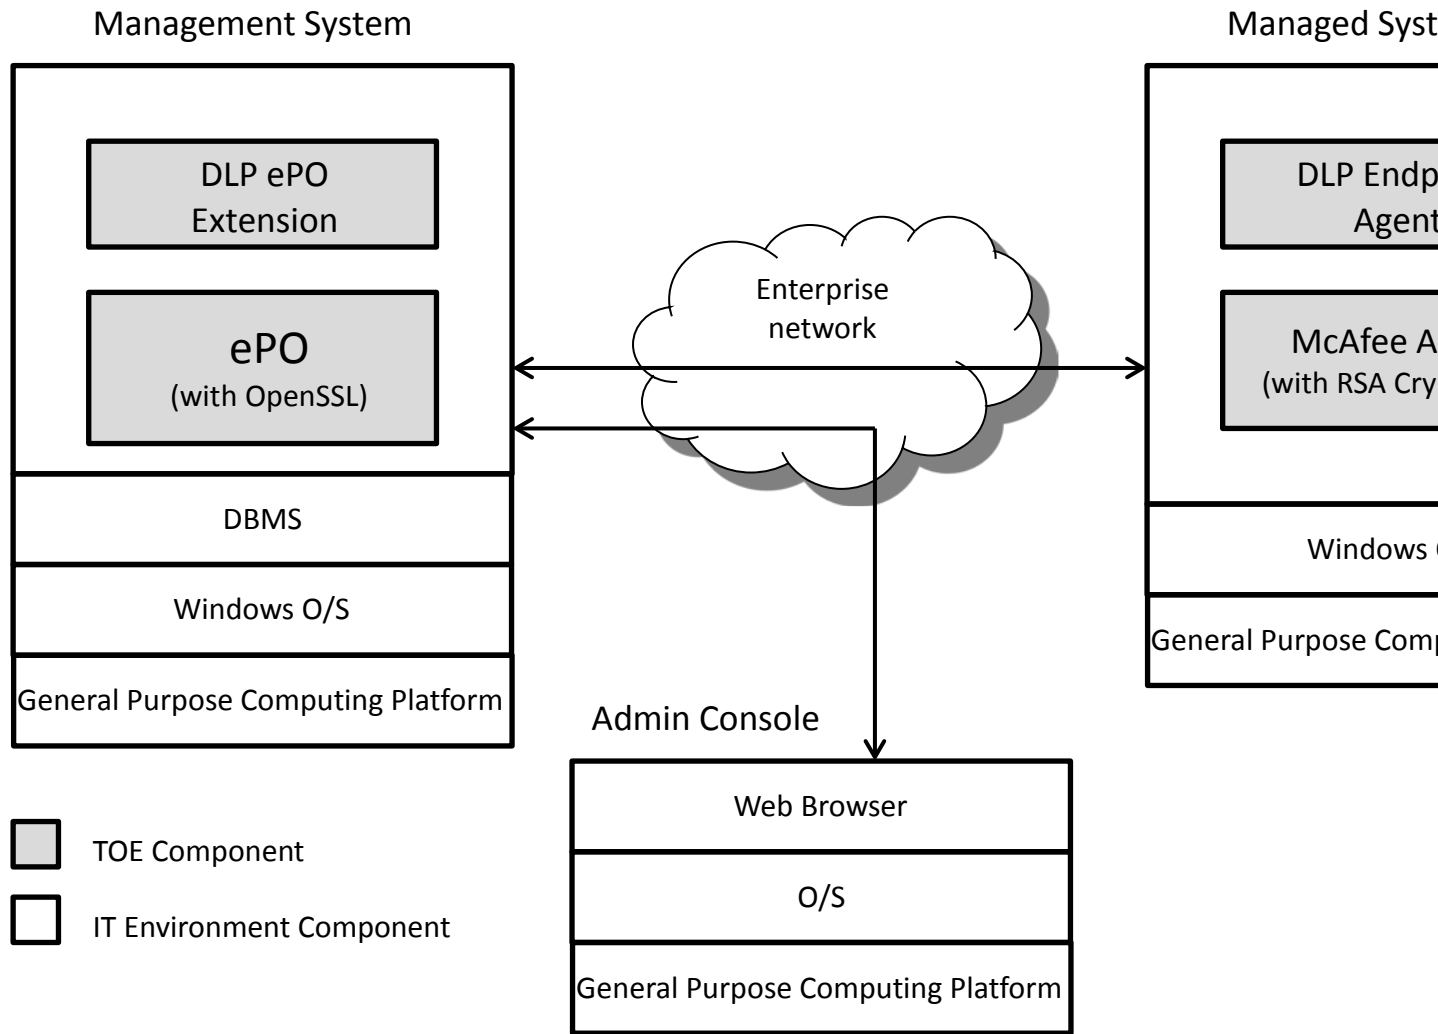 Management System
Managed Syst
DLP ePO
Extension
ePO
(with OpenSSL)
DBMS
Windows O/S
General Purpose Computing Platform
Enterprise
network
DLP Endp
Agent
McAfee A
(with RSA Cry
Windows
General Purpose Comp
Admin Console
Web Browser
O/S
General Purpose Computing Platform
TOE Component
IT Environment Component